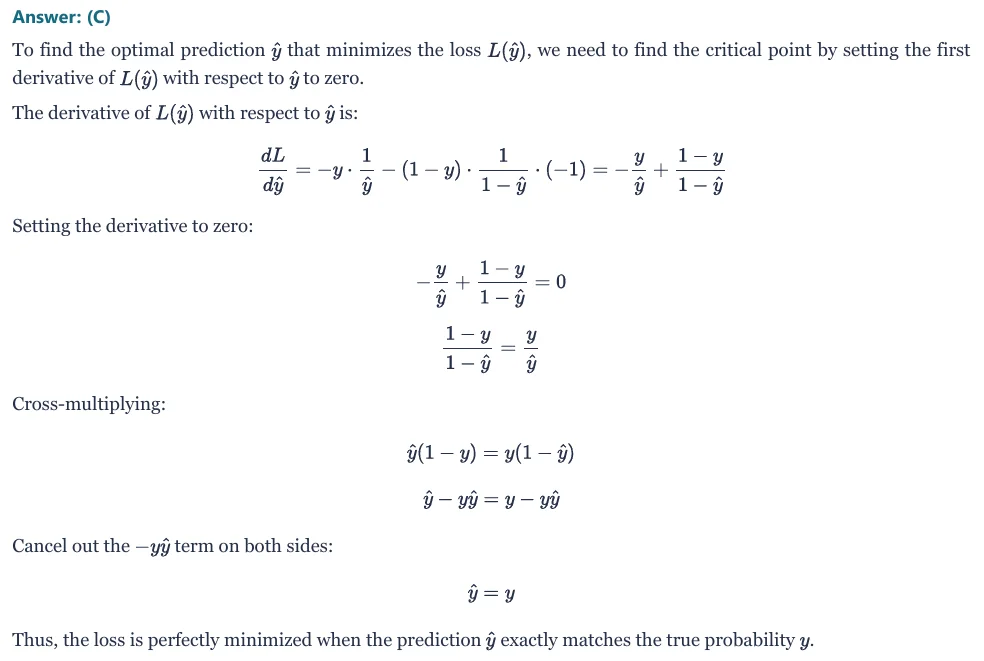 Answer: (C)
To find the optimal prediction ŷ that minimizes the loss L(ŷ), we need to find the critical point by setting the first
derivative of L(ŷ) with respect to ŷ to zero.
The derivative of L(ŷ) with respect to ŷ is:
dL/dŷ = −y · 1/ŷ − (1 − y) · 1/(1 − ŷ) · (−1) = −y/ŷ + (1 − y)/(1 − ŷ)
Setting the derivative to zero:
−y/ŷ + (1 − y)/(1 − ŷ) = 0
(1 − y)/(1 − ŷ) = y/ŷ
Cross-multiplying:
ŷ(1 − y) = y(1 − ŷ)
ŷ − yŷ = y − yŷ
Cancel out the −yŷ term on both sides:
ŷ = y
Thus, the loss is perfectly minimized when the prediction ŷ exactly matches the true probability y.